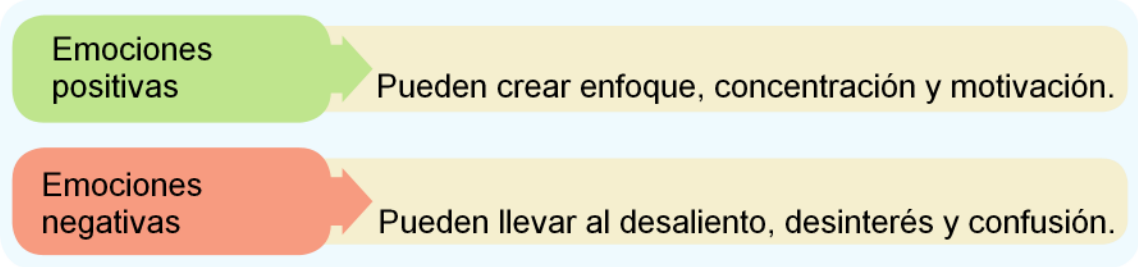 Emociones
positivas
Pueden crear enfoque, concentración y motivación.
Emociones
negativas
Pueden llevar al desaliento, desinterés y confusión.